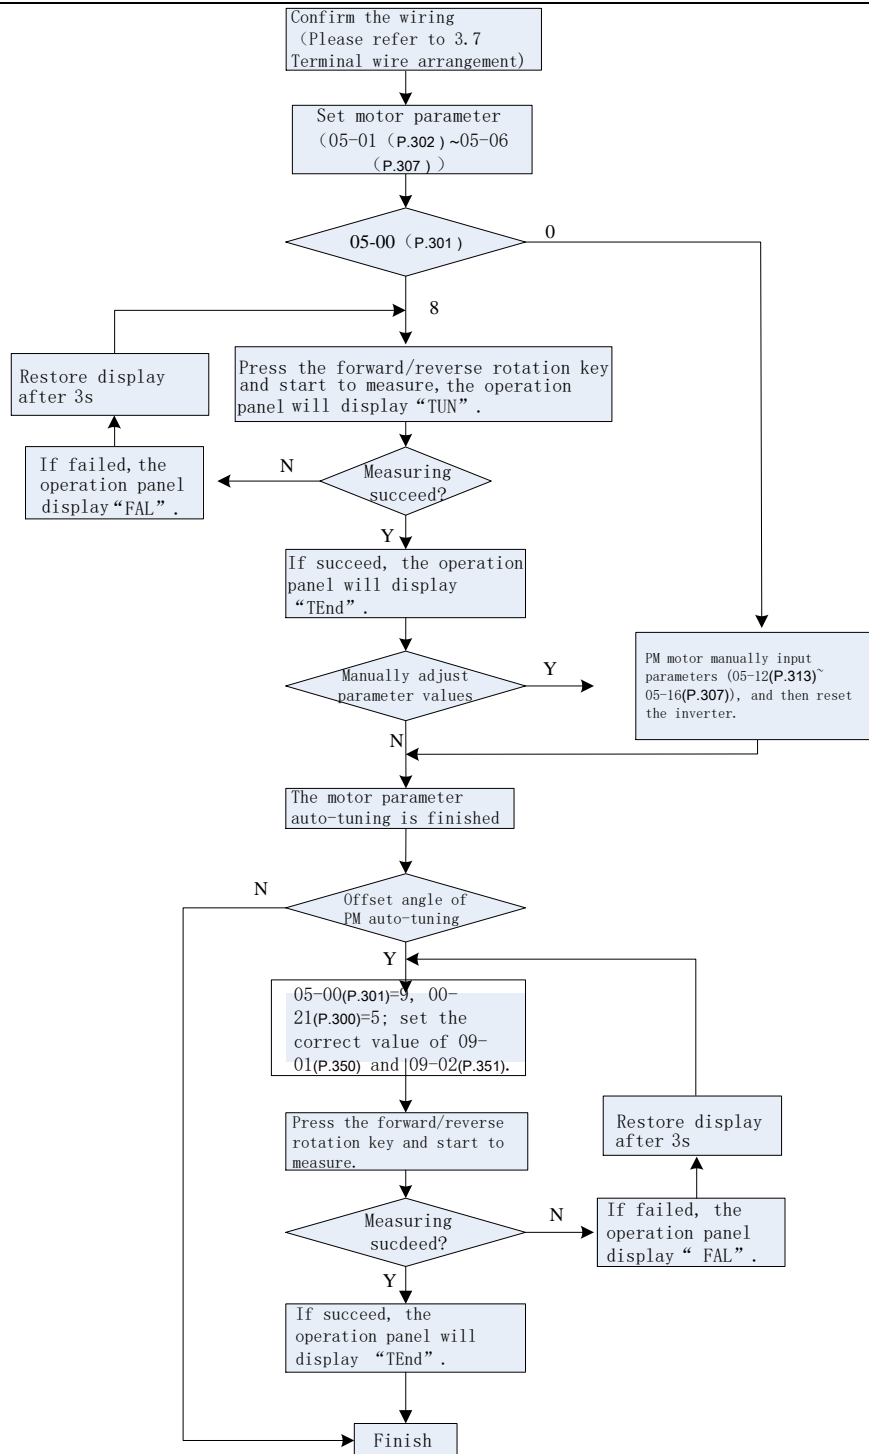 Confirm the wiring
（Please refer to 3.7
Terminal wire arrangement)
Set motor parameter
（05-01（P.302）~05-06
（P.307））
05-00（P.301）
0
8
Restore display
after 3s
Press the forward/reverse rotation key
and start to measure, the operation
panel will display “TUN”.
If failed, the
operation panel
display“FAL”.
N
Measuring
succeed?
Y
If succeed, the operation
panel will display
“TEnd”.
Manually adjust
parameter values
Y
PM motor manually input
parameters (05-12(P.313)~
05-16(P.307)), and then reset
the inverter.
N
The motor parameter
auto-tuning is finished
N
Offset angle of
PM auto-tuning
Y
05-00(P.301)=9, 00-
21(P.300)=5; set the
correct value of 09-
01(P.350) and 09-02(P.351).
Press the forward/reverse
rotation key and start to
measure.
Restore display
after 3s
Measuring
sucdeed?
N
If failed, the
operation panel
display“ FAL”.
Y
If succeed, the
operation panel will
display “TEnd”.
Finish